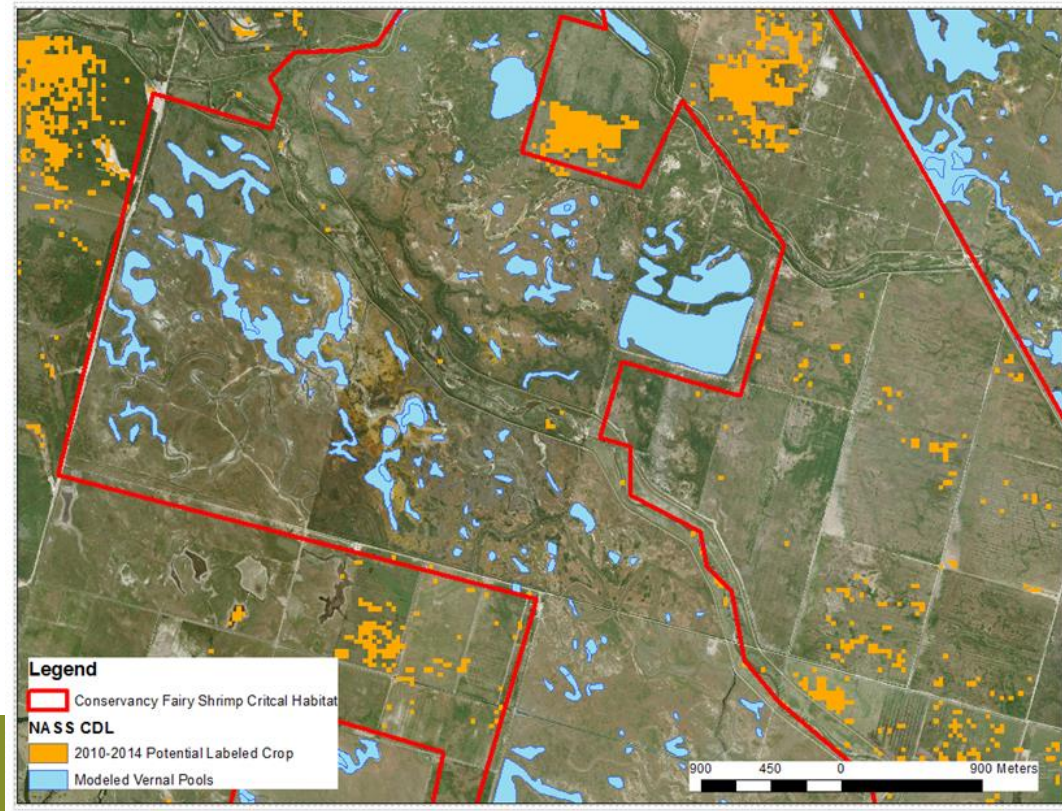 Legend
Conservancy Fairy Shrimp Critcal Habitat
NASS CDL
2010-2014 Potential Labeled Crop
Modeled Vernal Pools
900 450 0 900 Meters